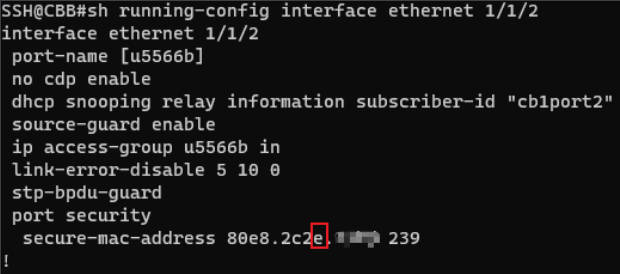 SSH@CBB#sh running-config interface ethernet 1/1/2
interface ethernet 1/1/2
port-name [u5566b]
no cdp enable
dhcp snooping relay information subscriber-id "cb1port2"
source-guard enable
ip access-group u5566b in
link-error-disable 5 10 0
stp-bpdu-guard
port security
secure-mac-address 80e8.2c2e. 239
!